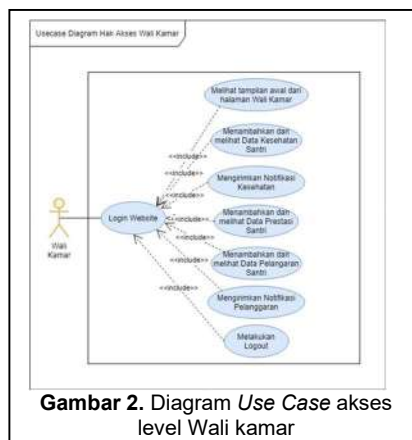 Usecase Diagram Hak Akses Wali Kamar
Melihat tampilan awal dari
halaman Wali Kamar
Menambahkan dan
melihat Data Kesehatan
Santri
<<include>>
<<include>>
Mengirimkan Notifikasi
Kesehatan
<<include>>
Login Website
<<include>>
Menambahkan dan
melihat Data Prestasi
Santri
Wali
Kamar
<<include>>
Menambahkan dan
melihat Data Pelangaran
Santri
<<include>>
<<include>>
Mengirimkan Notifikasi
Pelanggaran
Melakukan
Logout
Gambar 2. Diagram Use Case akses
level Wali kamar